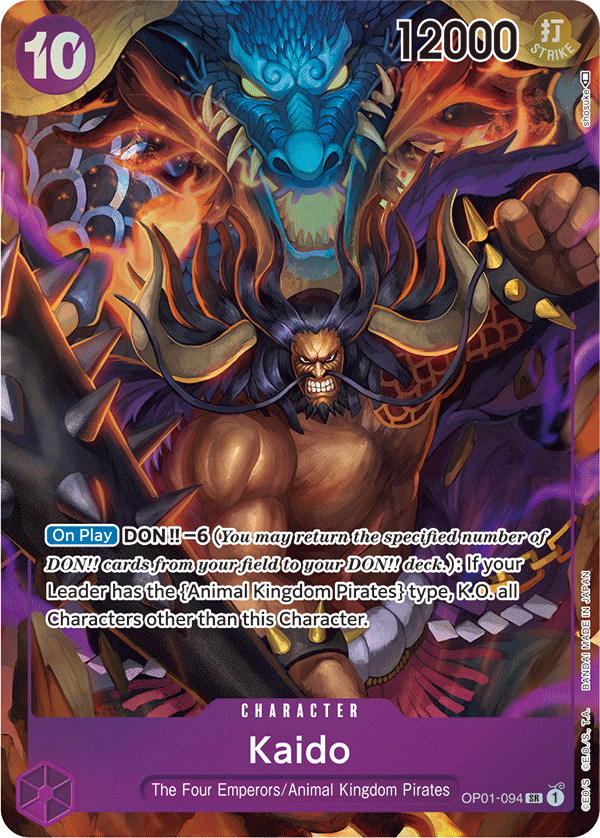 10
12000
打
STRIKE
shosuke
On Play DON!! −6 (You may return the specified number of
DON!! cards from your field to your DON!! deck.): If your
Leader has the {Animal Kingdom Pirates} type, K.O. all
Characters other than this Character.
CHARACTER
Kaido
The Four Emperors/Animal Kingdom Pirates
OP01-094 SR 1
©EO/S ©E.O./S., T.A. BANDAI MADE IN JAPAN